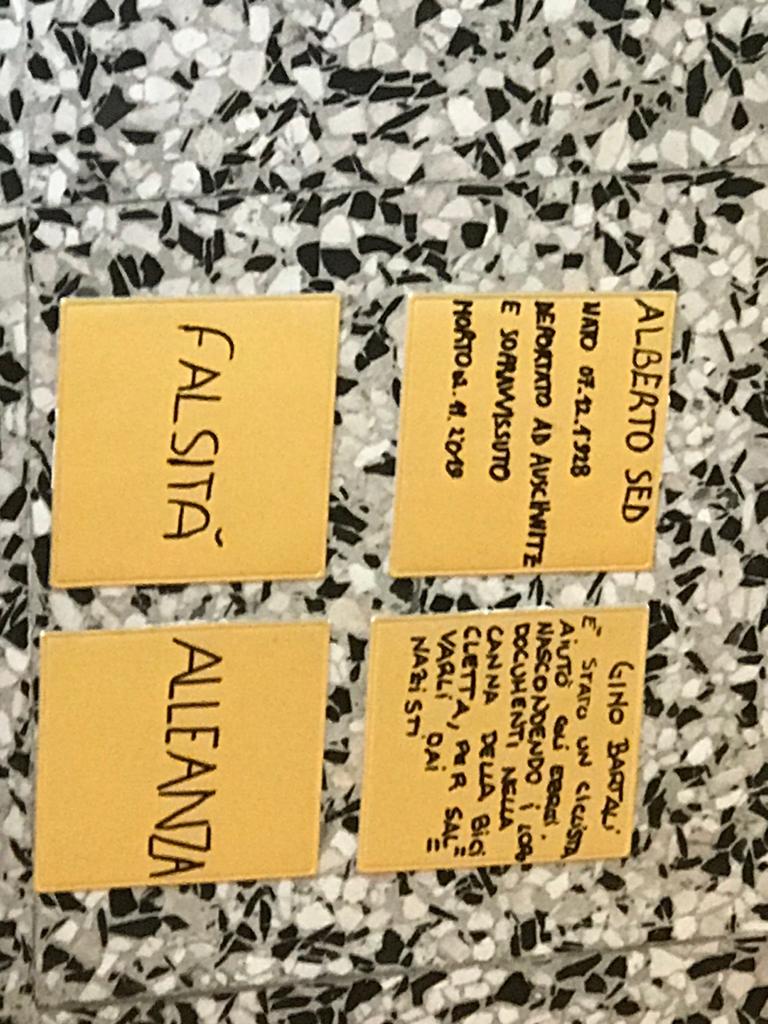 ALBERTO SED
NATO 07.12.1928
DEPORTATO AD AUSCHWITZ
E SOPRAVVISSUTO
MORTO 2.11.2019
GINO BARTALI
E' STATO UN CICLISTA
AIUTÒ GLI EBREI.
NASCONDENDO I LORO
DOCUMENTI NELLA
CANNA DELLA BICI
CLETTA, PER SAL=
VARLI DAI
NAZISTI
FALSITÀ
ALLEANZA